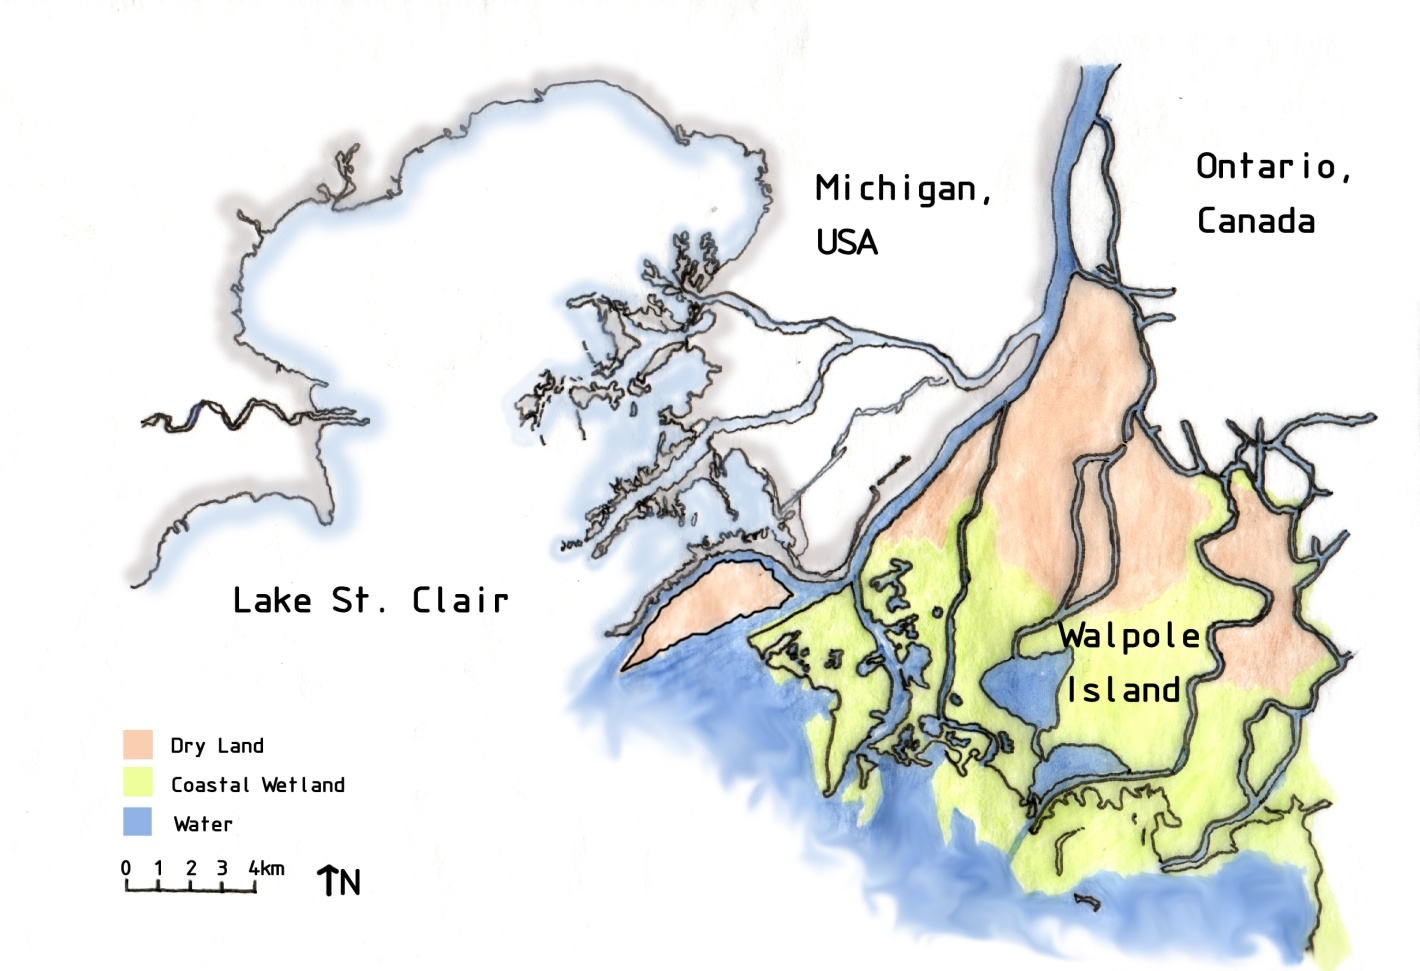 Michigan,
USA
Ontario,
Canada
Lake St. Clair
Walpole
Island
Dry Land
Coastal Wetland
Water
0 1 2 3 4km
N